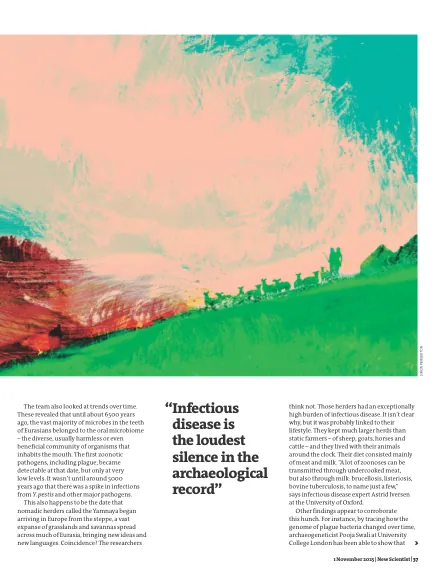 The team also looked at trends over time.
These revealed that until about 6500 years
ago, the vast majority of microbes in the teeth
of Eurasians belonged to the oral microbiome
– the diverse, usually harmless or even
beneficial community of organisms that
inhabits the mouth. The first zoonotic
pathogens, including plague, became
detectable at that date, but only at very
low levels. It wasn't until around 5000
years ago that there was a spike in infections
from Y. pestis and other major pathogens.
This also happens to be the date that
nomadic herders called the Yamnaya began
arriving in Europe from the steppe, a vast
expanse of grasslands and savannas spread
across much of Eurasia, bringing new ideas and
new languages. Coincidence? The researchers
“Infectious
disease is
the loudest
silence in the
archaeological
record”
think not. Those herders had an exceptionally
high burden of infectious disease. It isn't clear
why, but it was probably linked to their
lifestyle. They kept much larger herds than
static farmers – of sheep, goats, horses and
cattle – and they lived with their animals
around the clock. Their diet consisted mainly
of meat and milk. “A lot of zoonoses can be
transmitted through undercooked meat,
but also through milk: brucellosis, listeriosis,
bovine tuberculosis, to name just a few,”
says infectious disease expert Astrid Iversen
at the University of Oxford.
Other findings appear to corroborate
this hunch. For instance, by tracing how the
genome of plague bacteria changed over time,
archaeogeneticist Pooja Swali at University
College London has been able to show that
1 November 2025 | New Scientist | 37